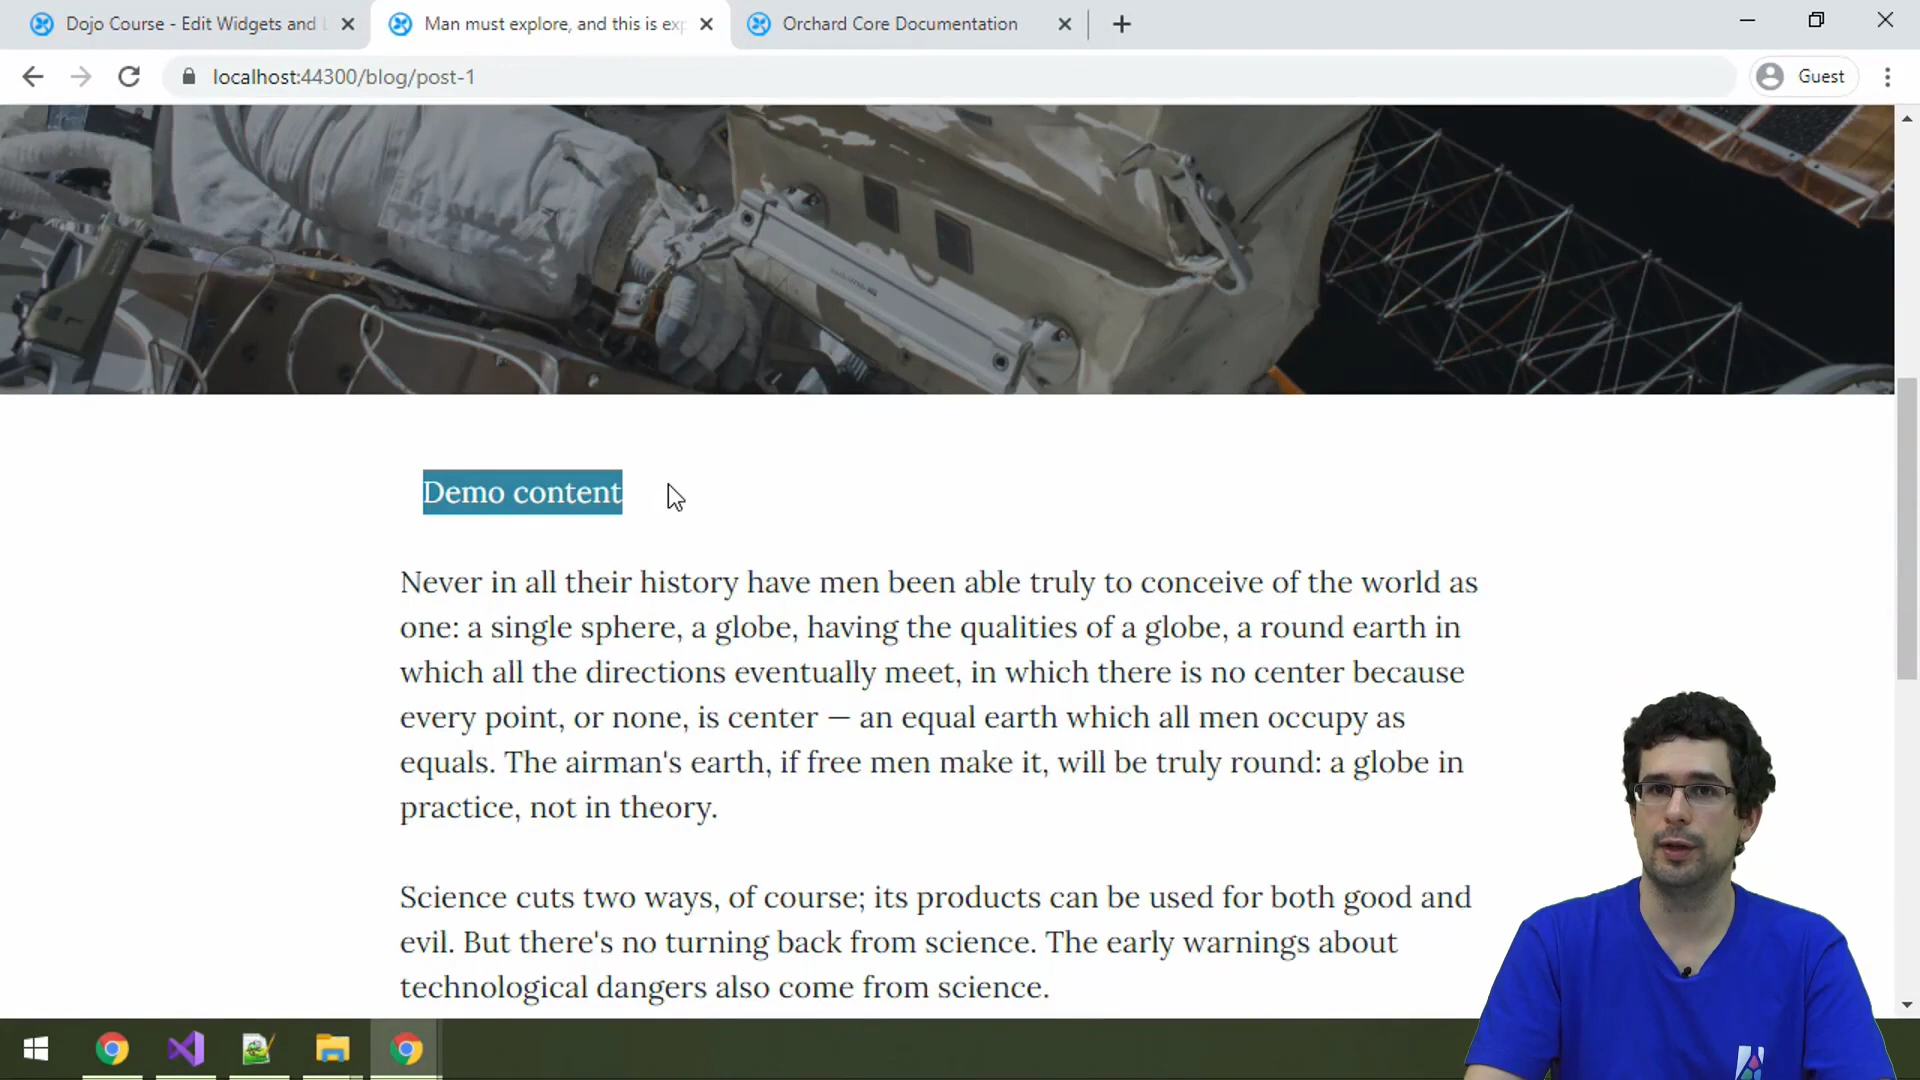 Dojo Course - Edit Widgets and L
Man must explore, and this is exp
Orchard Core Documentation
localhost:44300/blog/post-1
Guest
Demo content
Never in all their history have men been able truly to conceive of the world as
one: a single sphere, a globe, having the qualities of a globe, a round earth in
which all the directions eventually meet, in which there is no center because
every point, or none, is center — an equal earth which all men occupy as
equals. The airman's earth, if free men make it, will be truly round: a globe in
practice, not in theory.
Science cuts two ways, of course; its products can be used for both good and
evil. But there's no turning back from science. The early warnings about
technological dangers also come from science.